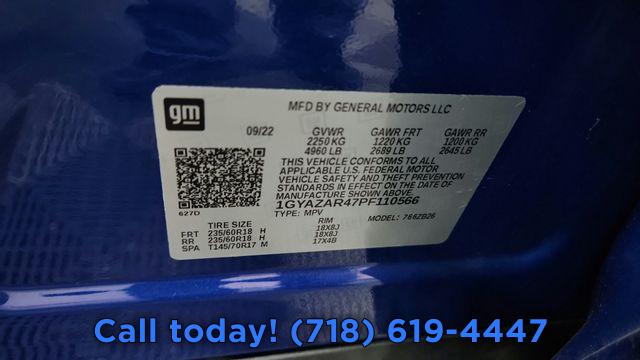 gm
MFD BY GENERAL MOTORS LLC
09/22 GVWR GAWR FRT GAWR RR
2250 KG 1220 KG 1200 KG
4960 LB 2689 LB 2645 LB
THIS VEHICLE CONFORMS TO ALL
APPLICABLE U.S. FEDERAL MOTOR
VEHICLE SAFETY AND THEFT PREVENTION
STANDARDS IN EFFECT ON THE DATE OF
MANUFACTURE SHOWN ABOVE.
1GYAZAR47PF110566
627D TYPE: MPV MODEL: 766ZB26
TIRE SIZE RIM
FRT 235/60R18 H 18X8J
RR 235/60R18 H 18X8J
SPA T145/70R17 M 17X4B
Call today! (718) 619-4447